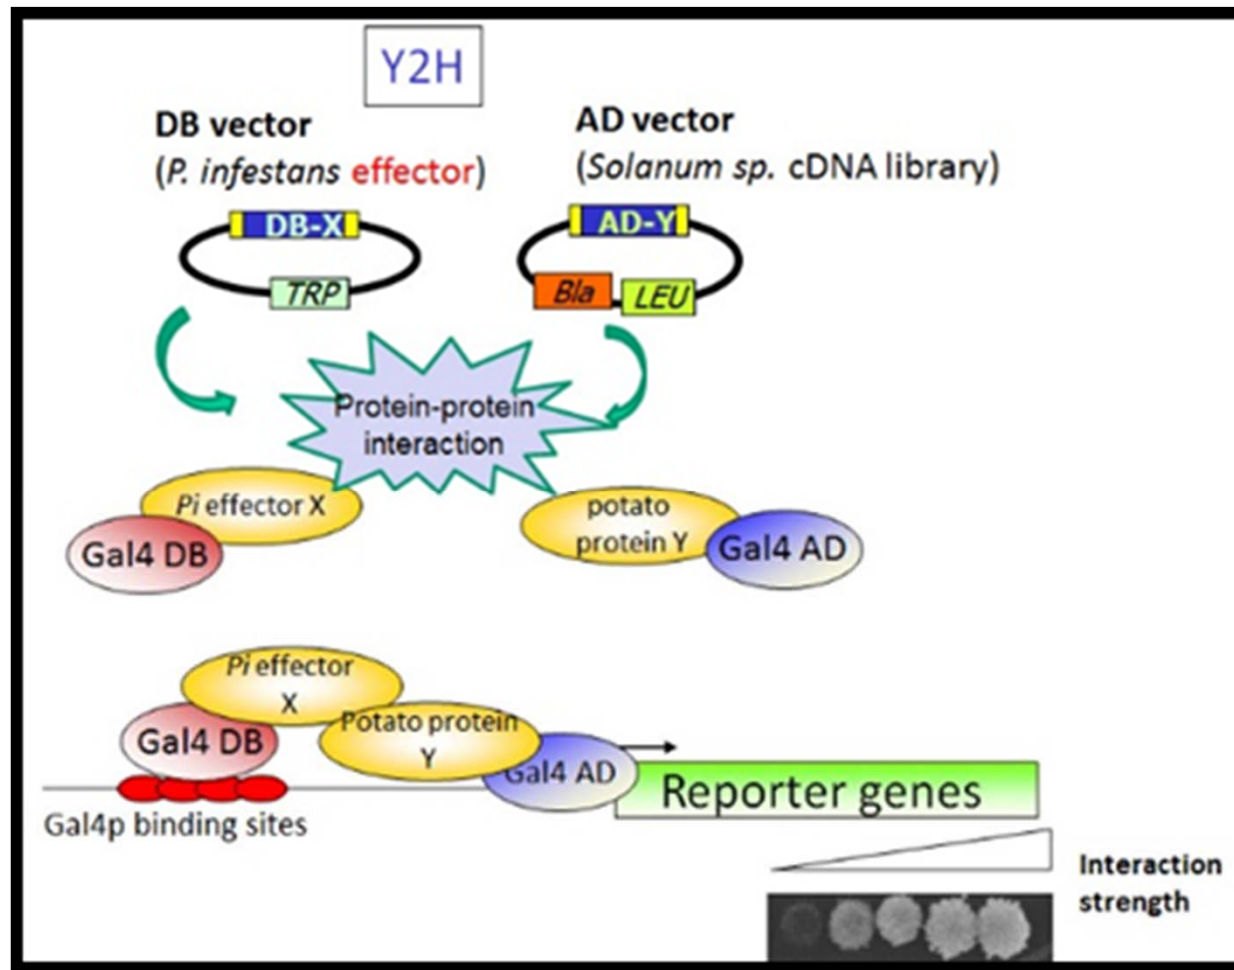 Y2H
DB vector
(P. infestans effector)
AD vector
(Solanum sp. cDNA library)
DB-X
TRP
AD-Y
Bla
LEU
Protein-protein
interaction
Pi effector X
Gal4 DB
potato
protein Y
Gal4 AD
Pi effector
X
Potato protein
Y
Gal4 DB
Gal4 AD
Reporter genes
Gal4p binding sites
Interaction
strength